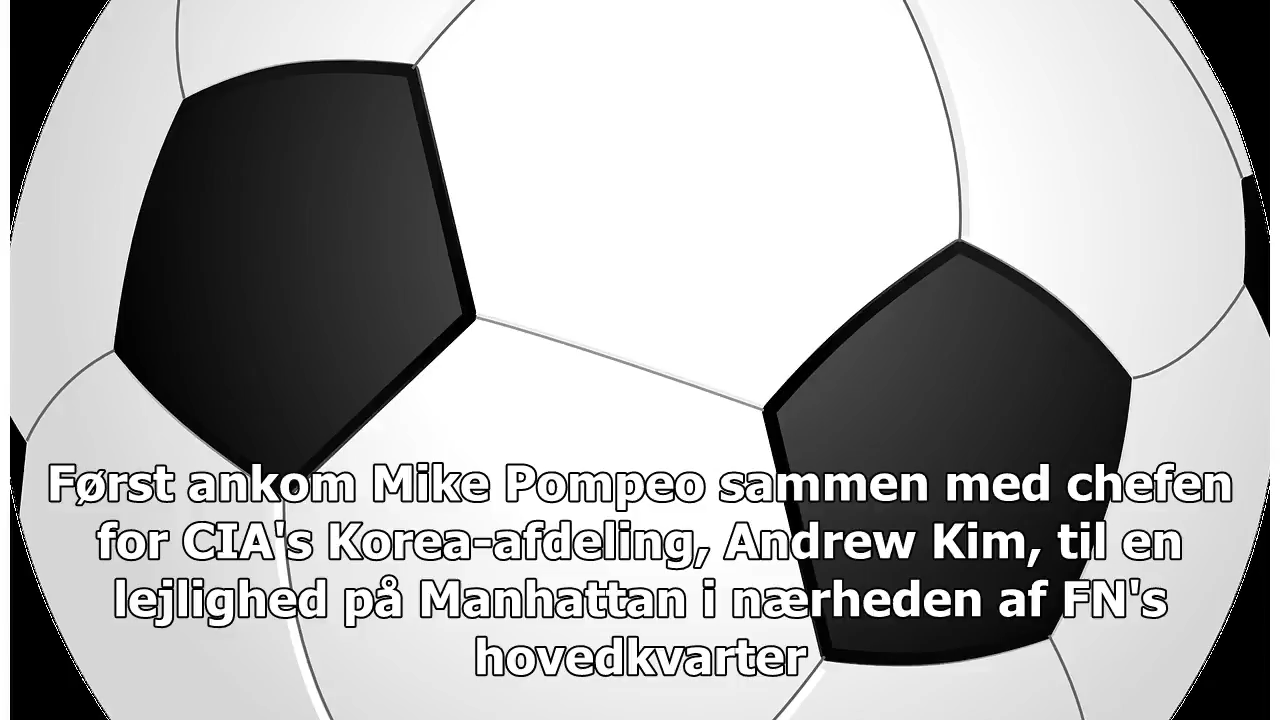 Først ankom Mike Pompeo sammen med chefen
for CIA's Korea-afdeling, Andrew Kim, til en
lejlighed på Manhattan i nærheden af FN's
hovedkvarter